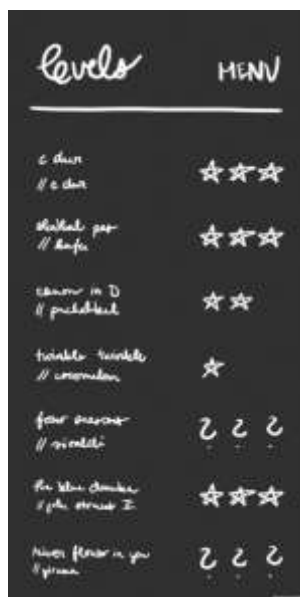 levels MENU
c dur
// c dur
canon in D
// pachelbel
twinkle twinkle
// cocomelon
four seasons
// vivaldi
the blue danube
river flows in you
// yiruma
? ? ?
? ? ?